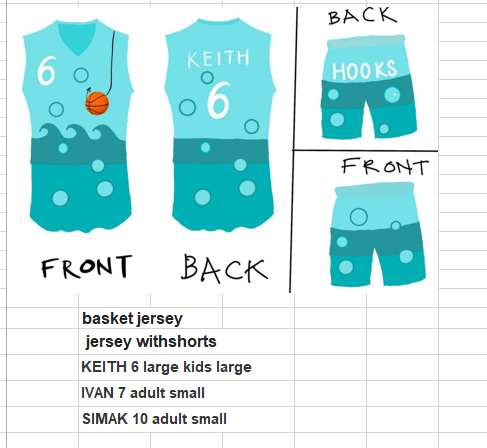 BACK
6
KEITH
6
HOOKS
FRONT
FRONT
BACK
basket jersey
jersey withshorts
KEITH 6 large kids large
IVAN 7 adult small
SIMAK 10 adult small